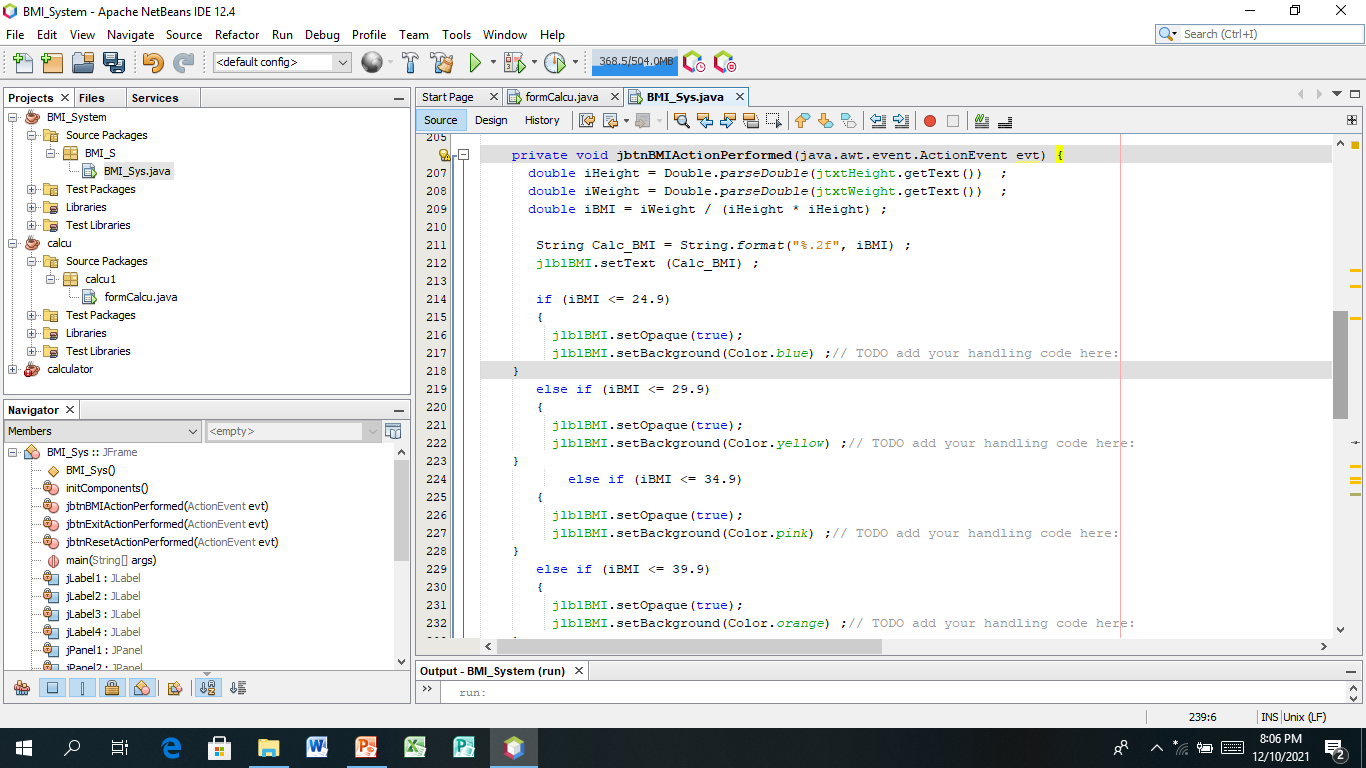 BMI_System - Apache NetBeans IDE 12.4
File Edit View Navigate Source Refactor Run Debug Profile Team Tools Window Help
Search (Ctrl+I)
<default config>
368.5/504.0MB
Projects Files Services
BMI_System
Source Packages
BMI_S
BMI_Sys.java
Test Packages
Libraries
Test Libraries
calcu
Source Packages
calcu1
formCalcu.java
Test Packages
Libraries
Test Libraries
calculator
Navigator
Members
<empty>
BMI_Sys :: JFrame
BMI_Sys()
initComponents()
jbtnBMIActionPerformed(ActionEvent evt)
jbtnExitActionPerformed(ActionEvent evt)
jbtnResetActionPerformed(ActionEvent evt)
main(String[] args)
jLabel1 : JLabel
jLabel2 : JLabel
jLabel3 : JLabel
jLabel4 : JLabel
jPanel1 : JPanel
jPanel2 : JPanel
Start Page formCalcu.java BMI_Sys.java
Source Design History
205
private void jbtnBMIActionPerformed(java.awt.event.ActionEvent evt) {
207 double iHeight = Double.parseDouble(jtxtHeight.getText())  ;
208 double iWeight = Double.parseDouble(jtxtWeight.getText())  ;
209 double iBMI = iWeight / (iHeight * iHeight) ;
210
211 String Calc_BMI = String.format("%.2f", iBMI) ;
212 jlblBMI.setText (Calc_BMI) ;
213
214 if (iBMI <= 24.9)
215 {
216 jlblBMI.setOpaque(true);
217 jlblBMI.setBackground(Color.blue) ;// TODO add your handling code here:
218 }
219 else if (iBMI <= 29.9)
220 {
221 jlblBMI.setOpaque(true);
222 jlblBMI.setBackground(Color.yellow) ;// TODO add your handling code here:
223 }
224 else if (iBMI <= 34.9)
225 {
226 jlblBMI.setOpaque(true);
227 jlblBMI.setBackground(Color.pink) ;// TODO add your handling code here:
228 }
229 else if (iBMI <= 39.9)
230 {
231 jlblBMI.setOpaque(true);
232 jlblBMI.setBackground(Color.orange) ;// TODO add your handling code here:
Output - BMI_System (run)
run:
239:6 INS Unix (LF)
8:06 PM
12/10/2021
2